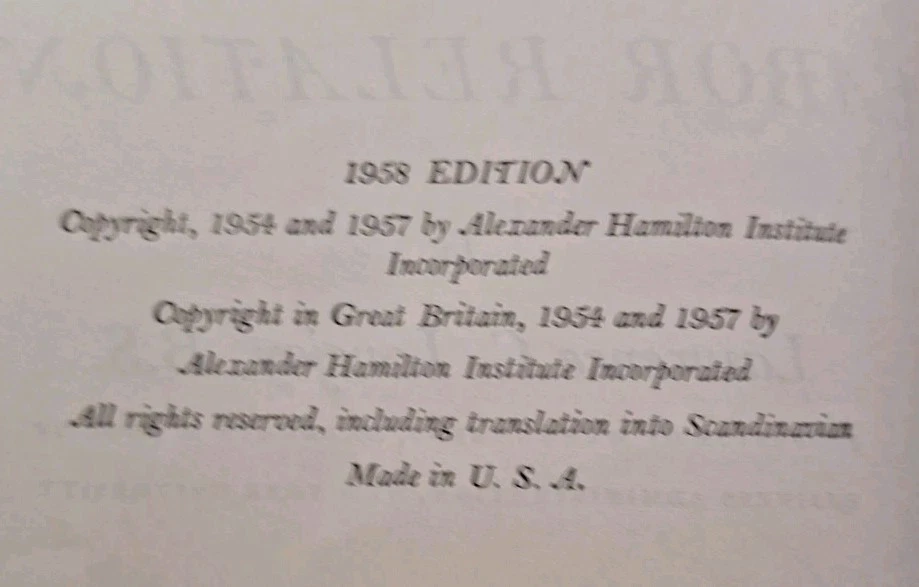 1958 EDITION
Copyright, 1954 and 1957 by Alexander Hamilton Institute
Incorporated
Copyright in Great Britain, 1954 and 1957 by
Alexander Hamilton Institute Incorporated
All rights reserved, including translation into Scandinavian
Made in U. S. A.